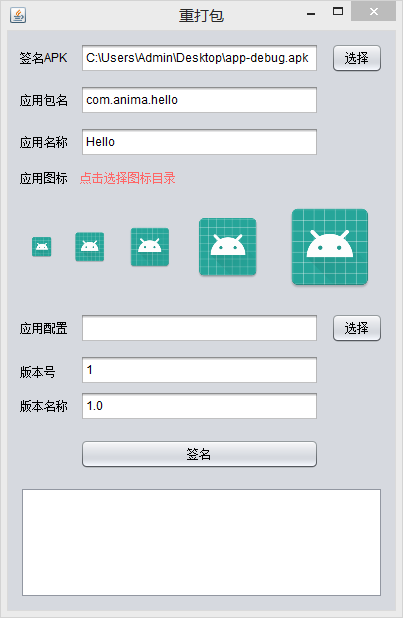 重打包
签名APK C:\Users\Admin\Desktop\app-debug.apk 选择
应用包名 com.anima.hello
应用名称 Hello
应用图标 点击选择图标目录
应用配置 选择
版本号 1
版本名称 1.0
签名